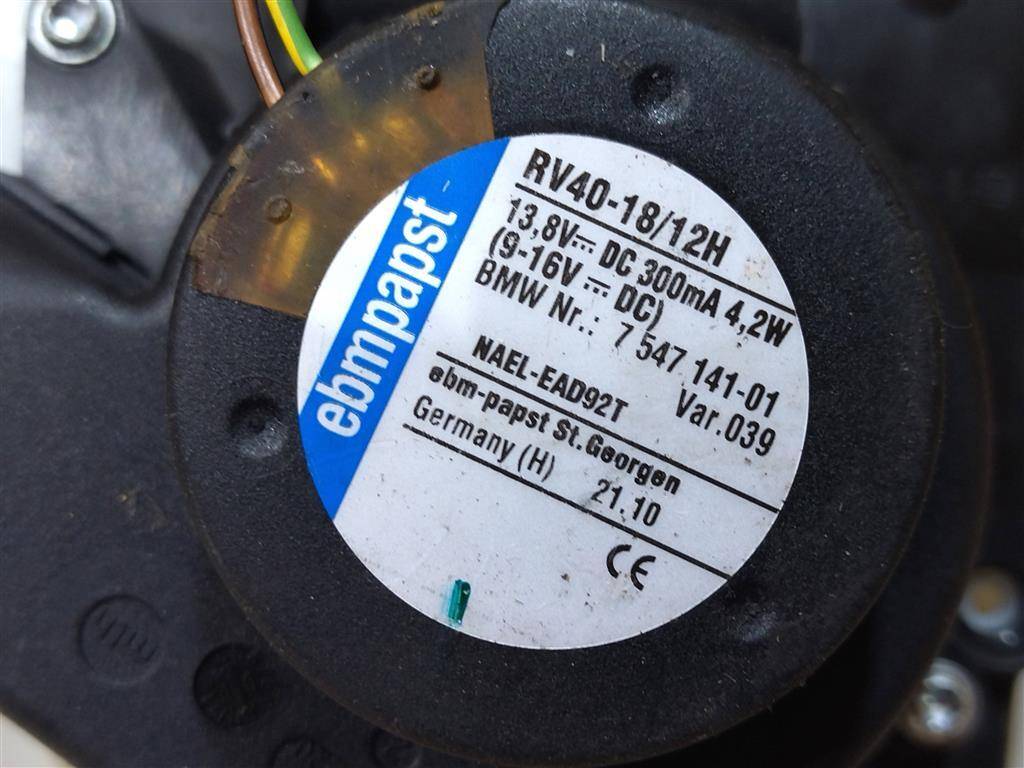 ebmpapst
RV40-18/12H
13,8V⎓ DC 300mA 4,2W
(9-16V⎓ DC)
BMW Nr.: 7 547 141-01
Var.039
NAEL-EAD92T
ebm-papst St.Georgen
Germany (H) 21.10
CE